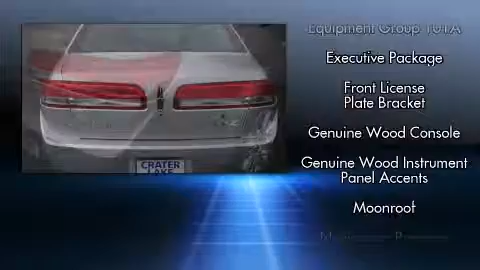 Equipment Group 101A
Executive Package
Front License
Plate Bracket
Genuine Wood Console
Genuine Wood Instrument
Panel Accents
Moonroof
CRATER
LAKE